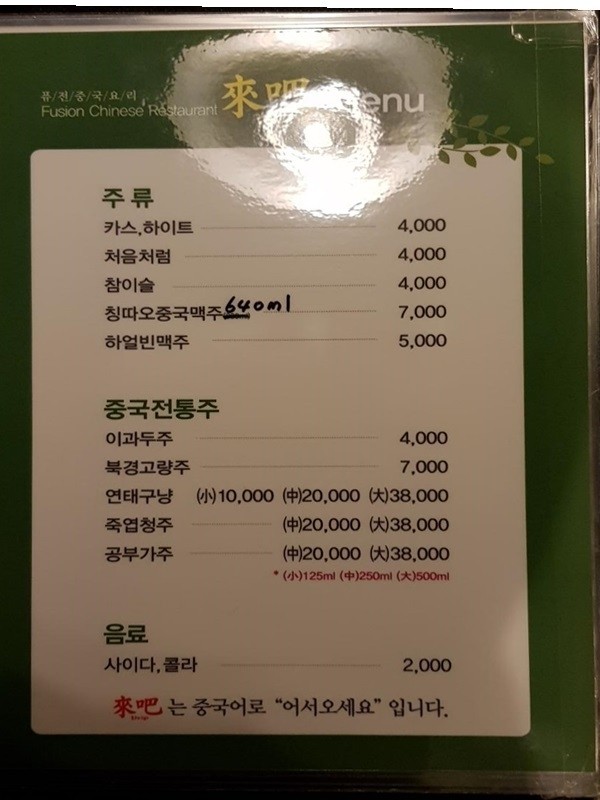 퓨/전/중/국/요/리
Fusion Chinese Restaurant 來吧 Menu
주 류
카스,하이트 4,000
처음처럼 4,000
참이슬 4,000
칭따오중국맥주 640ml 7,000
하얼빈맥주 5,000
중국전통주
이과두주 4,000
북경고량주 7,000
연태구냥 (小)10,000 (中)20,000 (大)38,000
죽엽청주 (中)20,000 (大)38,000
공부가주 (中)20,000 (大)38,000
* (小)125ml (中)250ml (大)500ml
음료
사이다,콜라 2,000
來吧 는 중국어로 “어서오세요” 입니다.